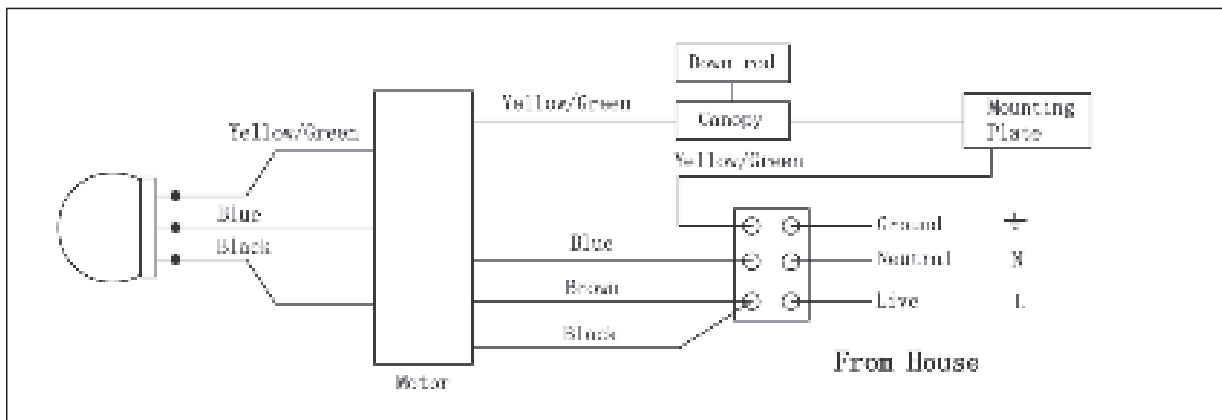 Down rod
Yellow/Green
Canopy
Mounting
Plate
Yellow/Green
Yellow/Green
Blue
Ground
Black
Blue
Neutral N
Brown
Live L
Black
From House
Motor